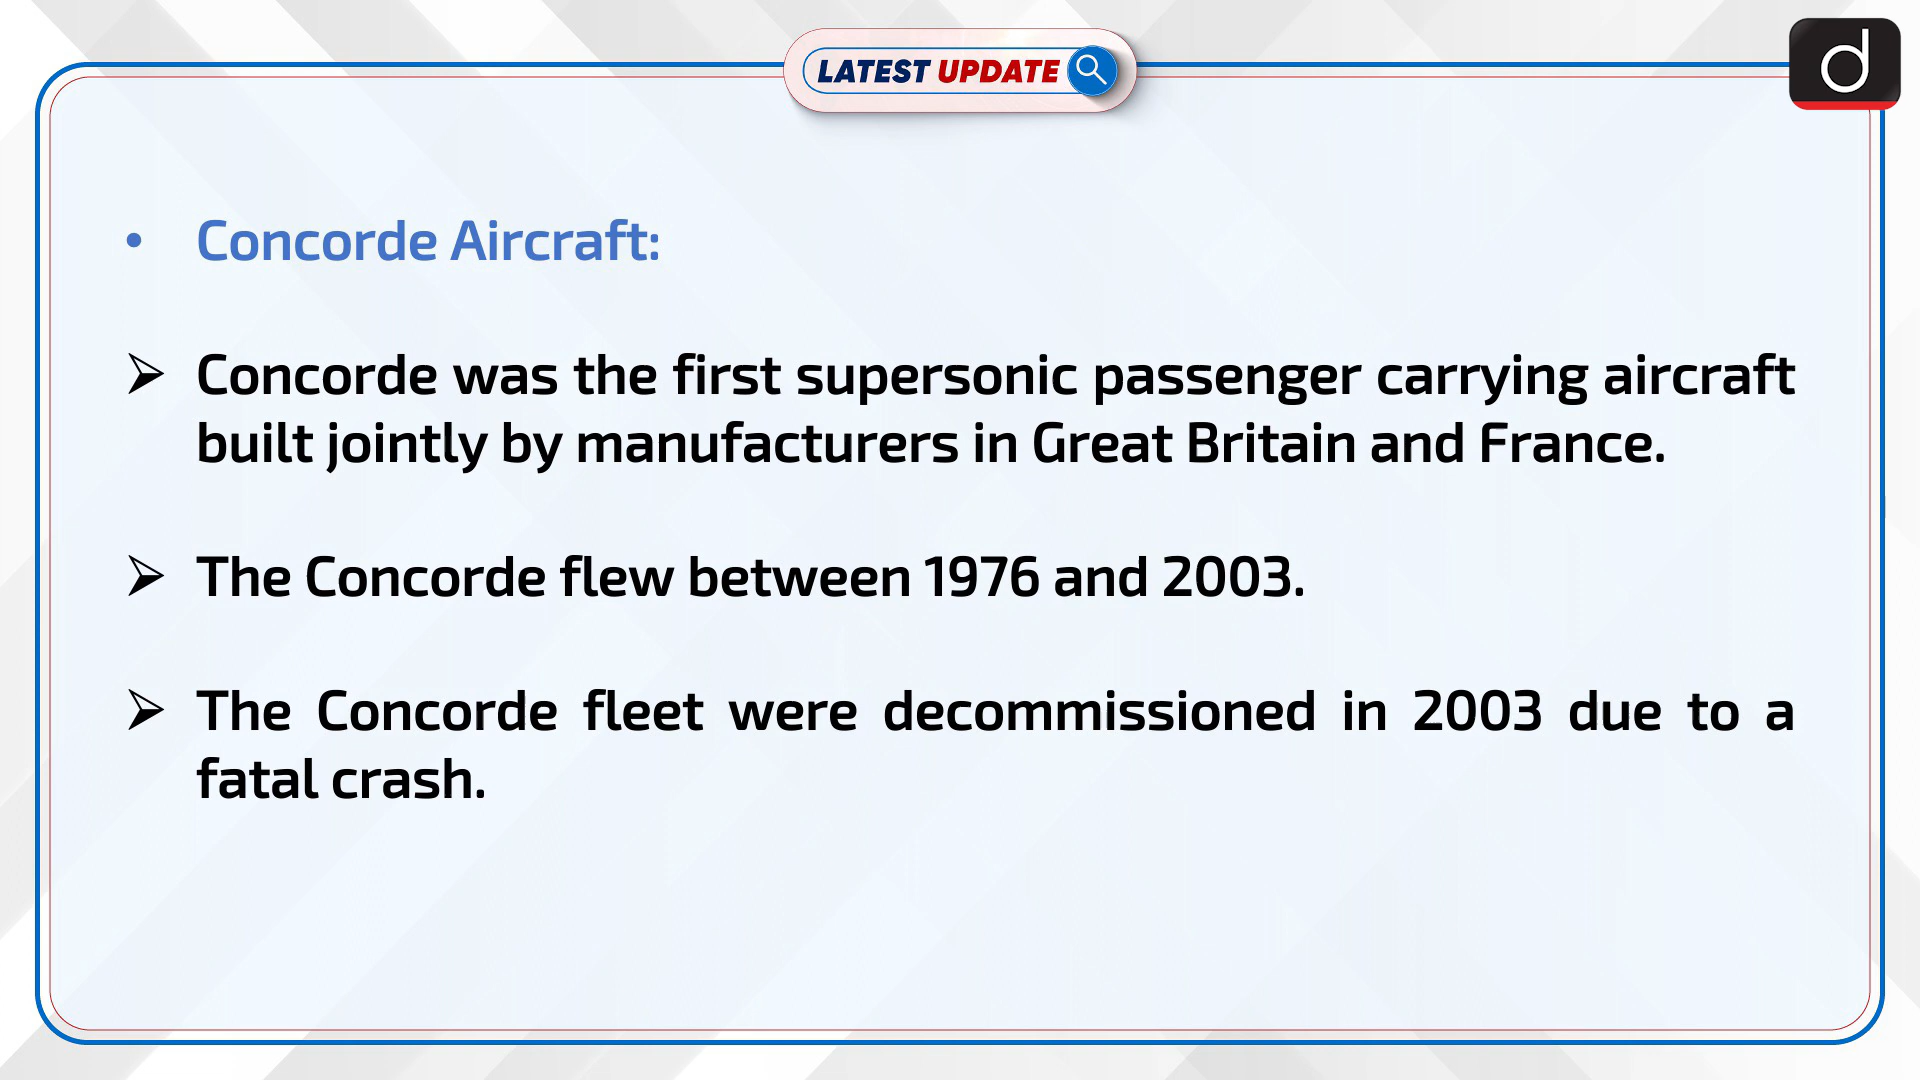 LATEST UPDATE
d
• Concorde Aircraft:
➢ Concorde was the first supersonic passenger carrying aircraft
built jointly by manufacturers in Great Britain and France.
➢ The Concorde flew between 1976 and 2003.
➢ The Concorde fleet were decommissioned in 2003 due to a
fatal crash.